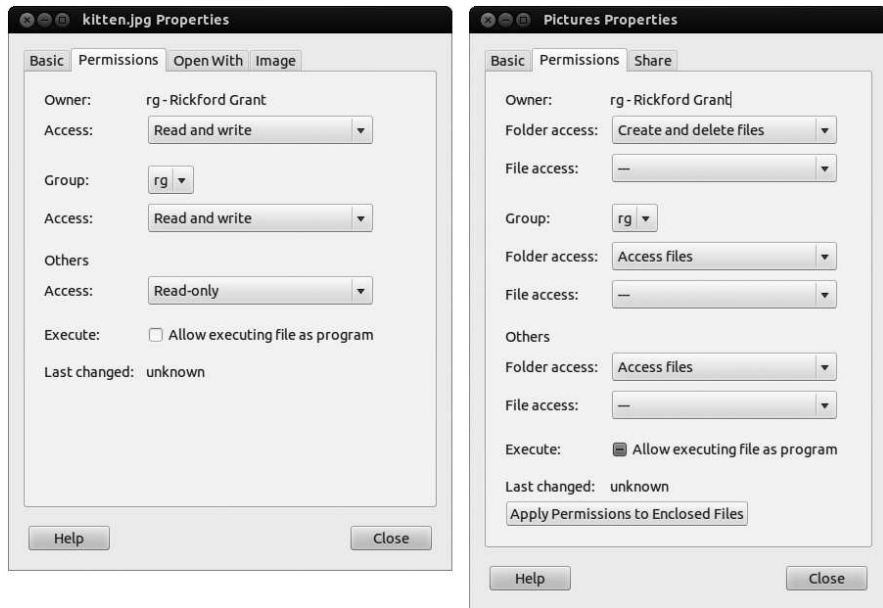 kitten.jpg Properties
Basic Permissions Open With Image
Owner: rg - Rickford Grant
Access: Read and write
Group: rg
Access: Read and write
Others
Access: Read-only
Execute: Allow executing file as program
Last changed: unknown
Help Close
Pictures Properties
Basic Permissions Share
Owner: rg - Rickford Grant
Folder access: Create and delete files
File access: ---
Group: rg
Folder access: Access files
File access: ---
Others
Folder access: Access files
File access: ---
Execute: Allow executing file as program
Last changed: unknown
Apply Permissions to Enclosed Files
Help Close